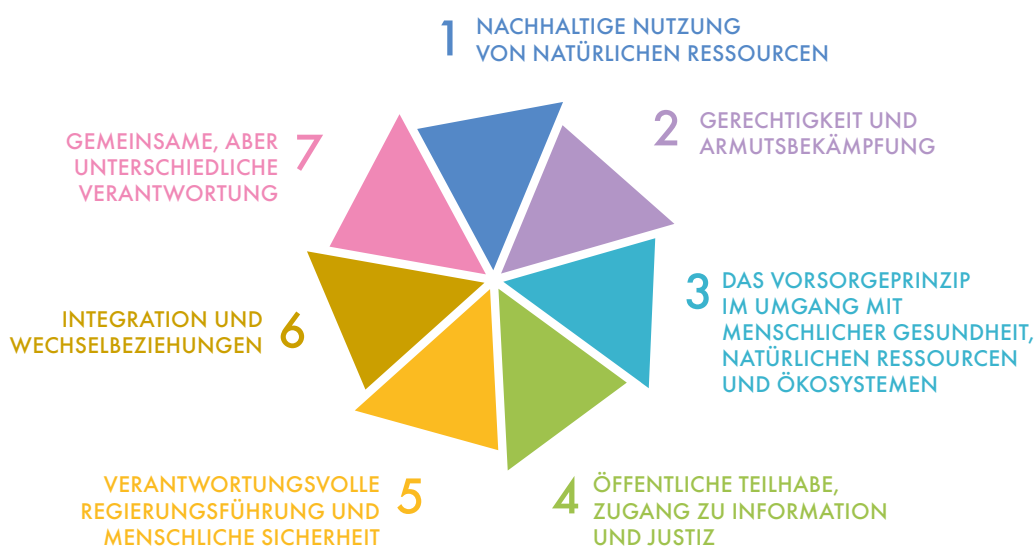 1 NACHHALTIGE NUTZUNG
VON NATÜRLICHEN RESSOURCEN
2 GERECHTIGKEIT UND
ARMUTSBEKÄMPFUNG
3 DAS VORSORGEPRINZIP
IM UMGANG MIT
MENSCHLICHER GESUNDHEIT,
NATÜRLICHEN RESSOURCEN
UND ÖKOSYSTEMEN
4 ÖFFENTLICHE TEILHABE,
ZUGANG ZU INFORMATION
UND JUSTIZ
VERANTWORTUNGSVOLLE
REGIERUNGSFÜHRUNG UND 5
MENSCHLICHE SICHERHEIT
INTEGRATION UND
WECHSELBEZIEHUNGEN 6
GEMEINSAME, ABER 7
UNTERSCHIEDLICHE
VERANTWORTUNG